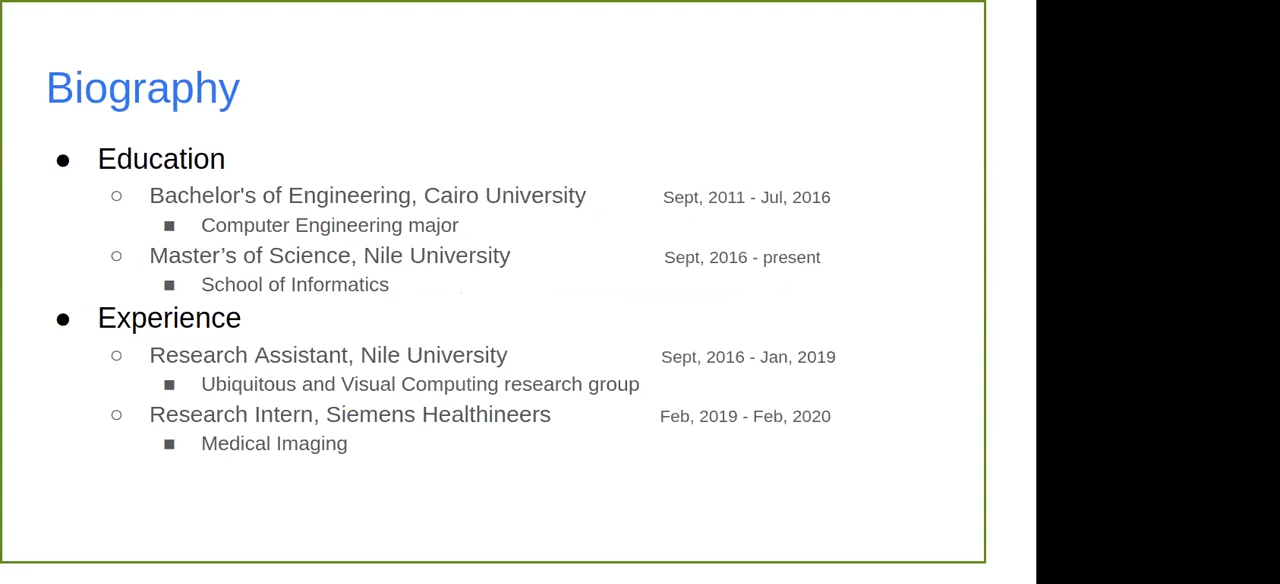 Biography
● Education
○ Bachelor's of Engineering, Cairo University Sept, 2011 - Jul, 2016
■ Computer Engineering major
○ Master’s of Science, Nile University Sept, 2016 - present
■ School of Informatics
● Experience
○ Research Assistant, Nile University Sept, 2016 - Jan, 2019
■ Ubiquitous and Visual Computing research group
○ Research Intern, Siemens Healthineers Feb, 2019 - Feb, 2020
■ Medical Imaging